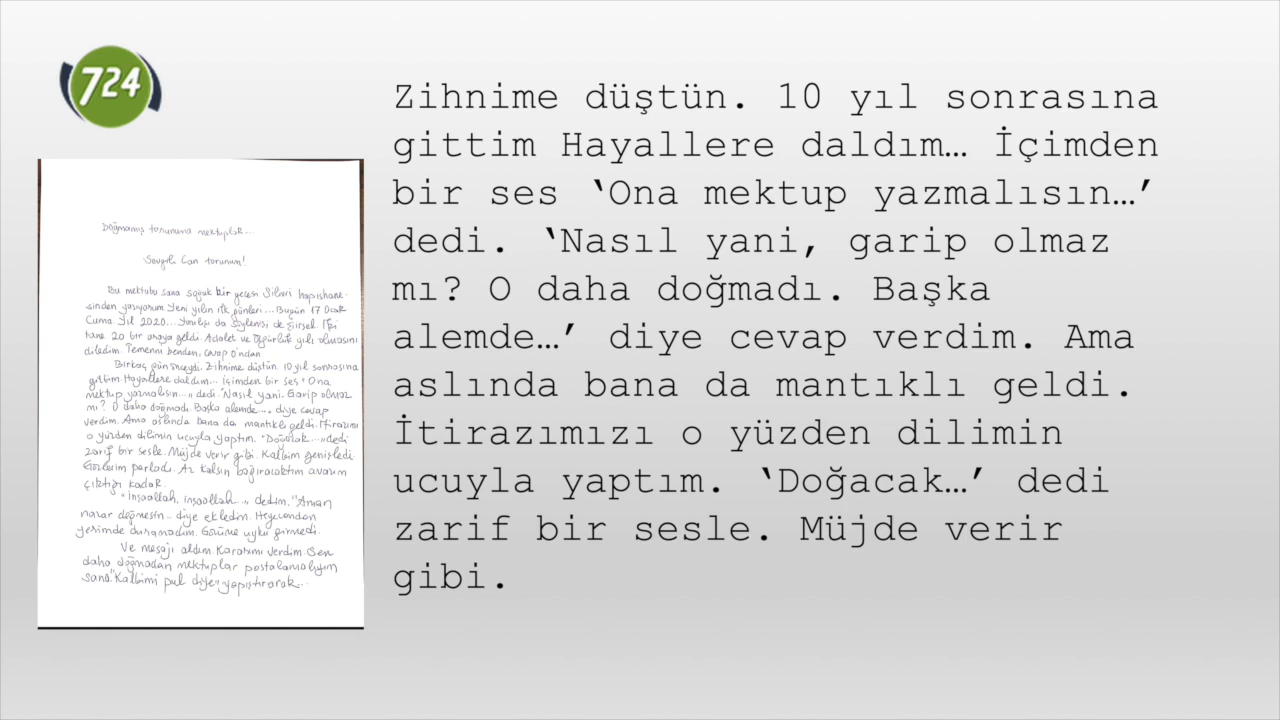 724
Doğmamış torunuma mektuplar...
Sevgili Can torunum!
Bu mektubu sana soğuk bir gecesi Silivri hapishane-
sinden yazıyorum. Yeni yılın ilk günleri... Bugün 17 Ocak
Cuma Yıl 2020... Yazılışı da Söylenişi de şiirsel. İki
tane 20 bir araya geldi. Adalet ve Özgürlük yılı olmasını
diledim. Temenni benden, cevap O'ndan.
Birkaç gün önceydi. Zihnime düştün. 10 yıl sonrasına
gittim. Hayallere daldım... içimden bir ses "Ona
mektup yazmalısın..." dedi. "Nasıl yani. Garip olmaz
mı? O daha doğmadı. Başka alemde..." diye cevap
verdim. Ama aslında bana da mantıklı geldi. İtirazımı
o yüzden dilimin ucuyla yaptım. "Doğacak..." dedi
zarif bir sesle. Müjde verir gibi. Kalbim genişledi.
Gözlerim parladı. Az kalsın bağıracaktım avazım
çıktığı kadar.
"İnşaallah, inşaallah..." dedim. "Aman
nazar değmesin.." diye ekledim. Heyecandan
yerimde duramadım. Gözüme uyku girmedi.
Ve mesajı aldım. Kararımı verdim. Sen
daha doğmadan mektuplar postalamalıyım
sana. Kalbimi pul diye yapıştırarak...
Zihnime düştün. 10 yıl sonrasına
gittim Hayallere daldım… İçimden
bir ses ‘Ona mektup yazmalısın…’
dedi. ‘Nasıl yani, garip olmaz
mı? O daha doğmadı. Başka
alemde…’ diye cevap verdim. Ama
aslında bana da mantıklı geldi.
İtirazımızı o yüzden dilimin
ucuyla yaptım. ‘Doğacak…’ dedi
zarif bir sesle. Müjde verir
gibi.